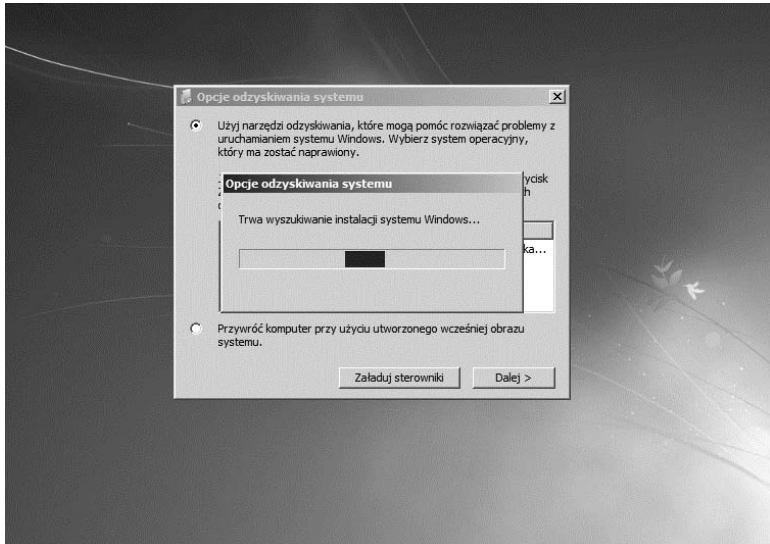 Opcje odzyskiwania systemu
Użyj narzędzi odzyskiwania, które mogą pomóc rozwiązać problemy z
uruchamianiem systemu Windows. Wybierz system operacyjny,
który ma zostać naprawiony.
Opcje odzyskiwania systemu
Trwa wyszukiwanie instalacji systemu Windows...
Przywróć komputer przy użyciu utworzonego wcześniej obrazu
systemu.
Załaduj sterowniki
Dalej >